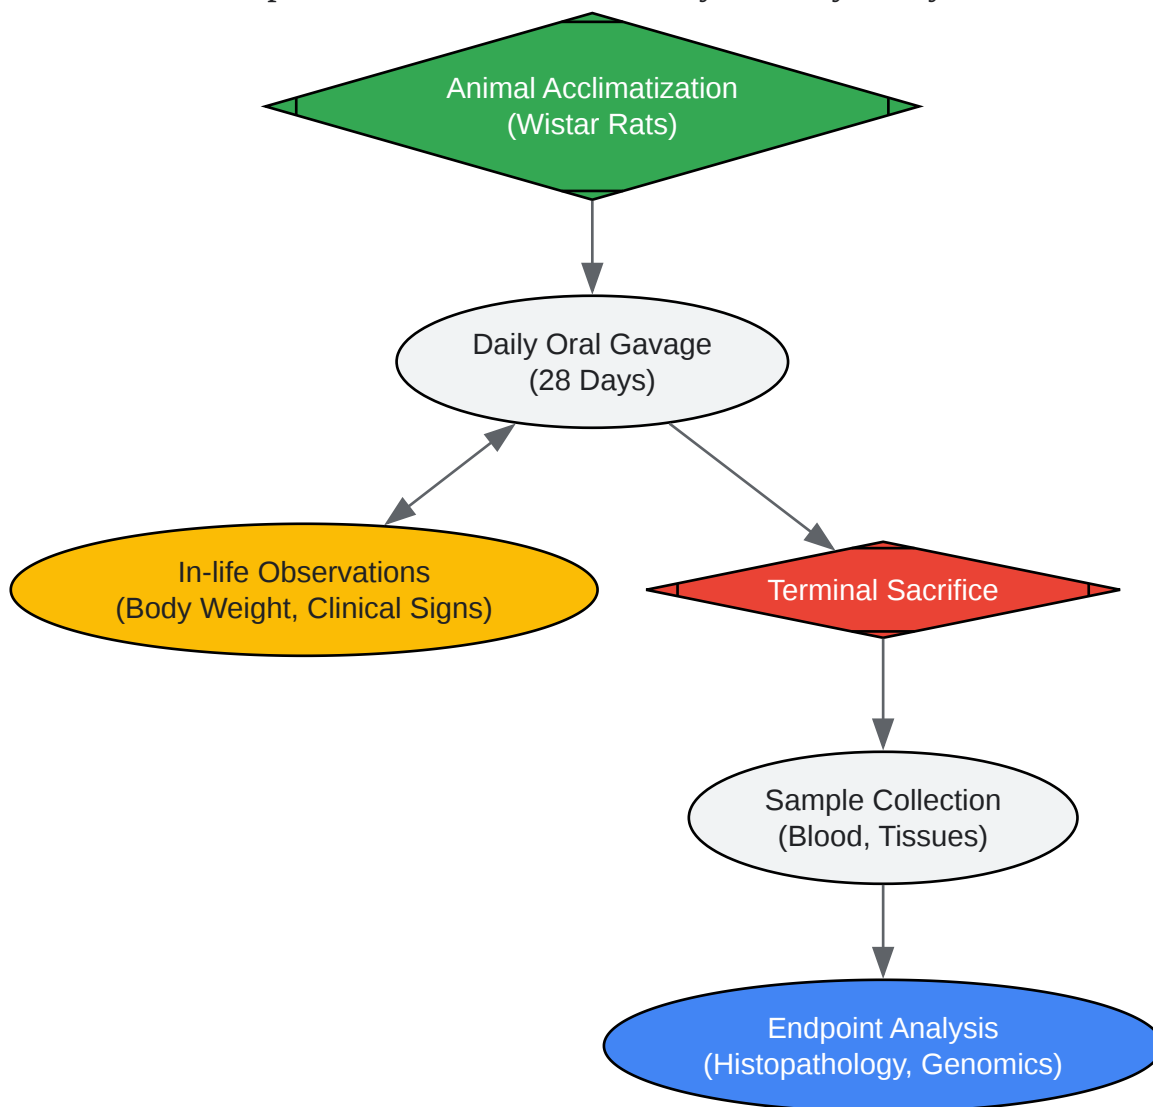 Animal Acclimatization
(Wistar Rats)
Daily Oral Gavage
(28 Days)
In-life Observations
(Body Weight, Clinical Signs)
Terminal Sacrifice
Sample Collection
(Blood, Tissues)
Endpoint Analysis
(Histopathology, Genomics)